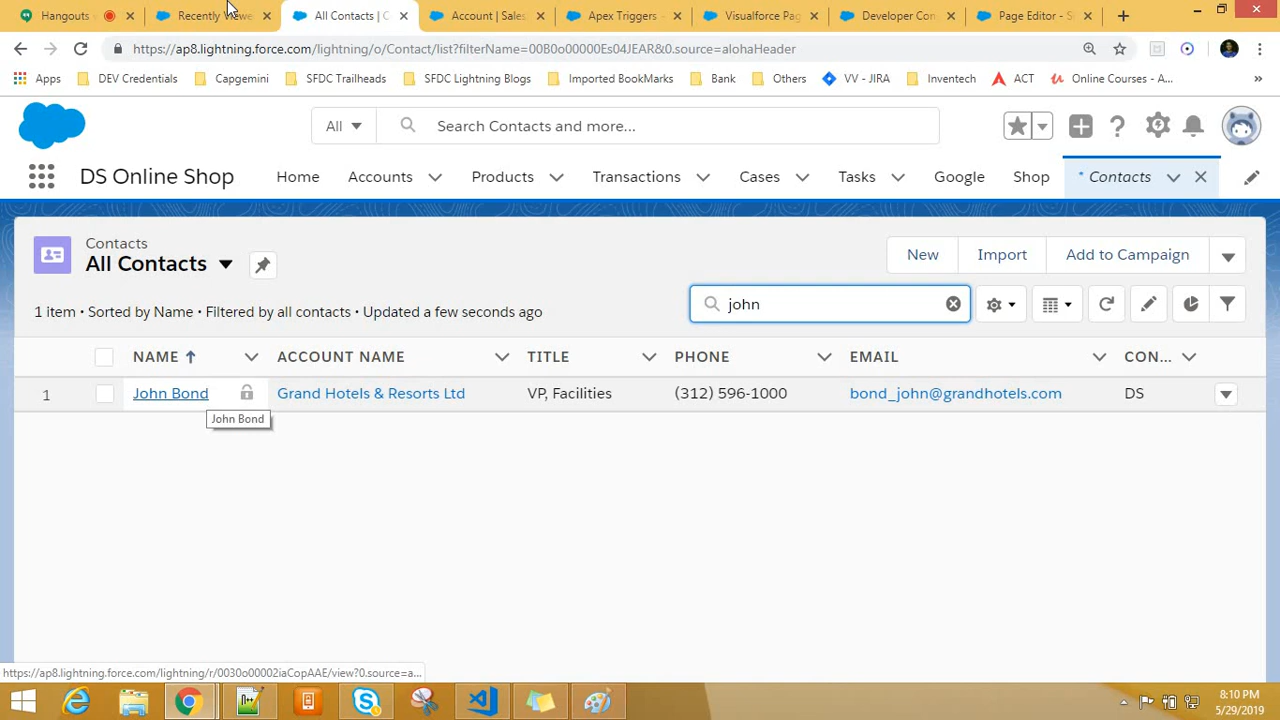 Hangouts
Recently Viewe
All Contacts | C
Account | Sales
Apex Triggers -
Visualforce Pag
Developer Con
Page Editor - S
https://ap8.lightning.force.com/lightning/o/Contact/list?filterName=00B0o00000Es04JEAR&0.source=alohaHeader
Apps
DEV Credentials
Capgemini
SFDC Trailheads
SFDC Lightning Blogs
Imported BookMarks
Bank
Others
VV - JIRA
Inventech
ACT
Online Courses - A...
»
All
Search Contacts and more...
DS Online Shop
Home
Accounts
Products
Transactions
Cases
Tasks
Google
Shop
* Contacts
Contacts
All Contacts
New
Import
Add to Campaign
1 item • Sorted by Name • Filtered by all contacts • Updated a few seconds ago
john
NAME
ACCOUNT NAME
TITLE
PHONE
EMAIL
CON...
1
John Bond
Grand Hotels & Resorts Ltd
VP, Facilities
(312) 596-1000
bond_john@grandhotels.com
DS
John Bond
https://ap8.lightning.force.com/lightning/r/0030o00002iaCopAAE/view?0.source=a...
8:10 PM
5/29/2019